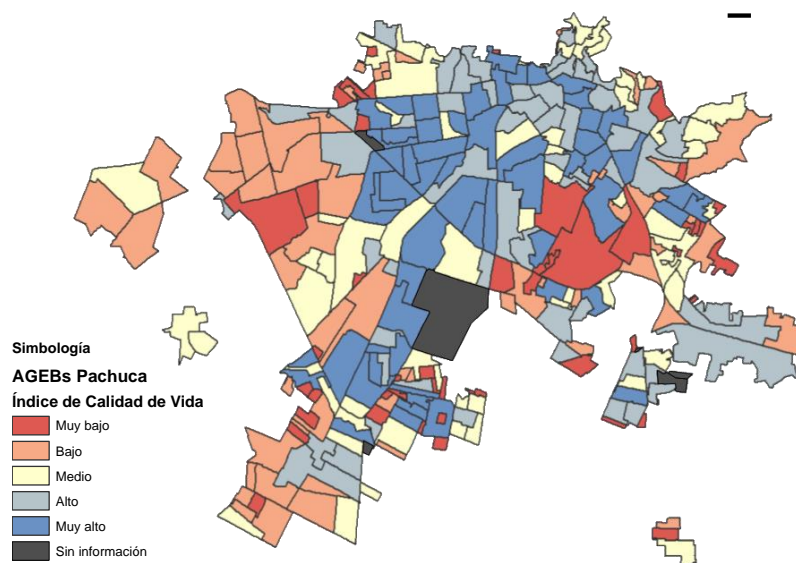 Simbología
AGEBs Pachuca
Índice de Calidad de Vida
Muy bajo
Bajo
Medio
Alto
Muy alto
Sin información